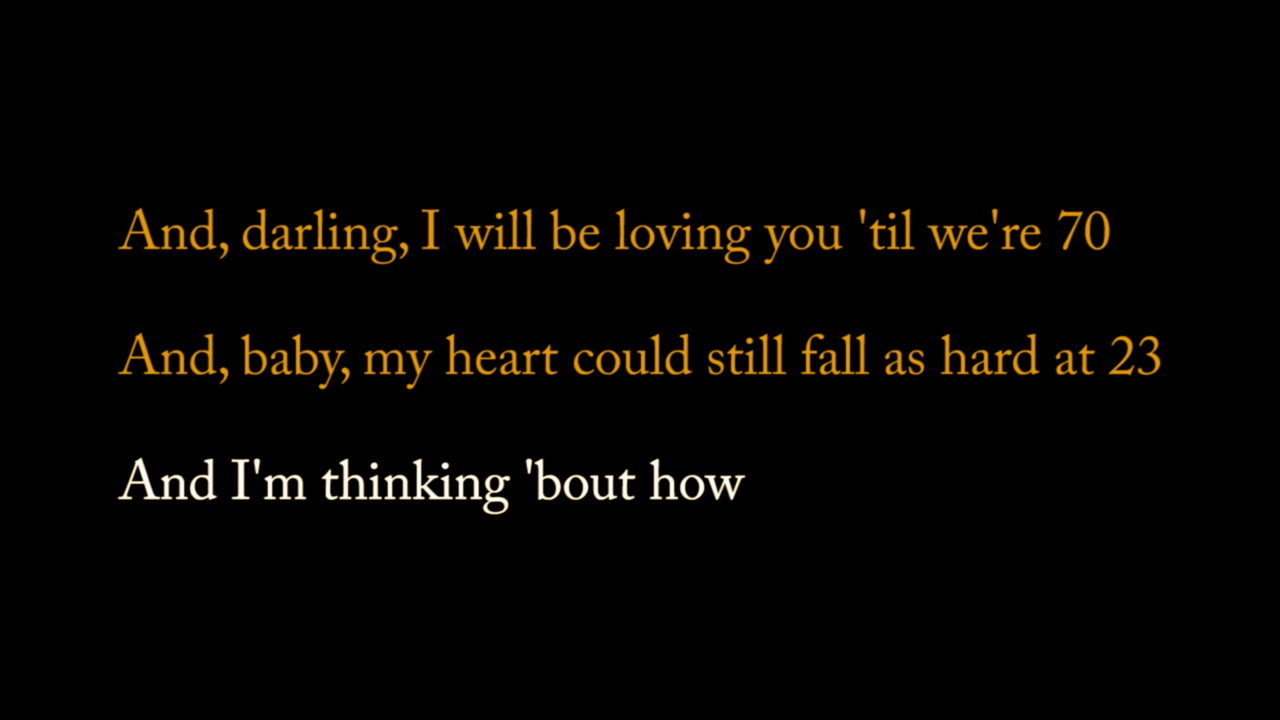 And, darling, I will be loving you 'til we're 70
And, baby, my heart could still fall as hard at 23
And I'm thinking 'bout how